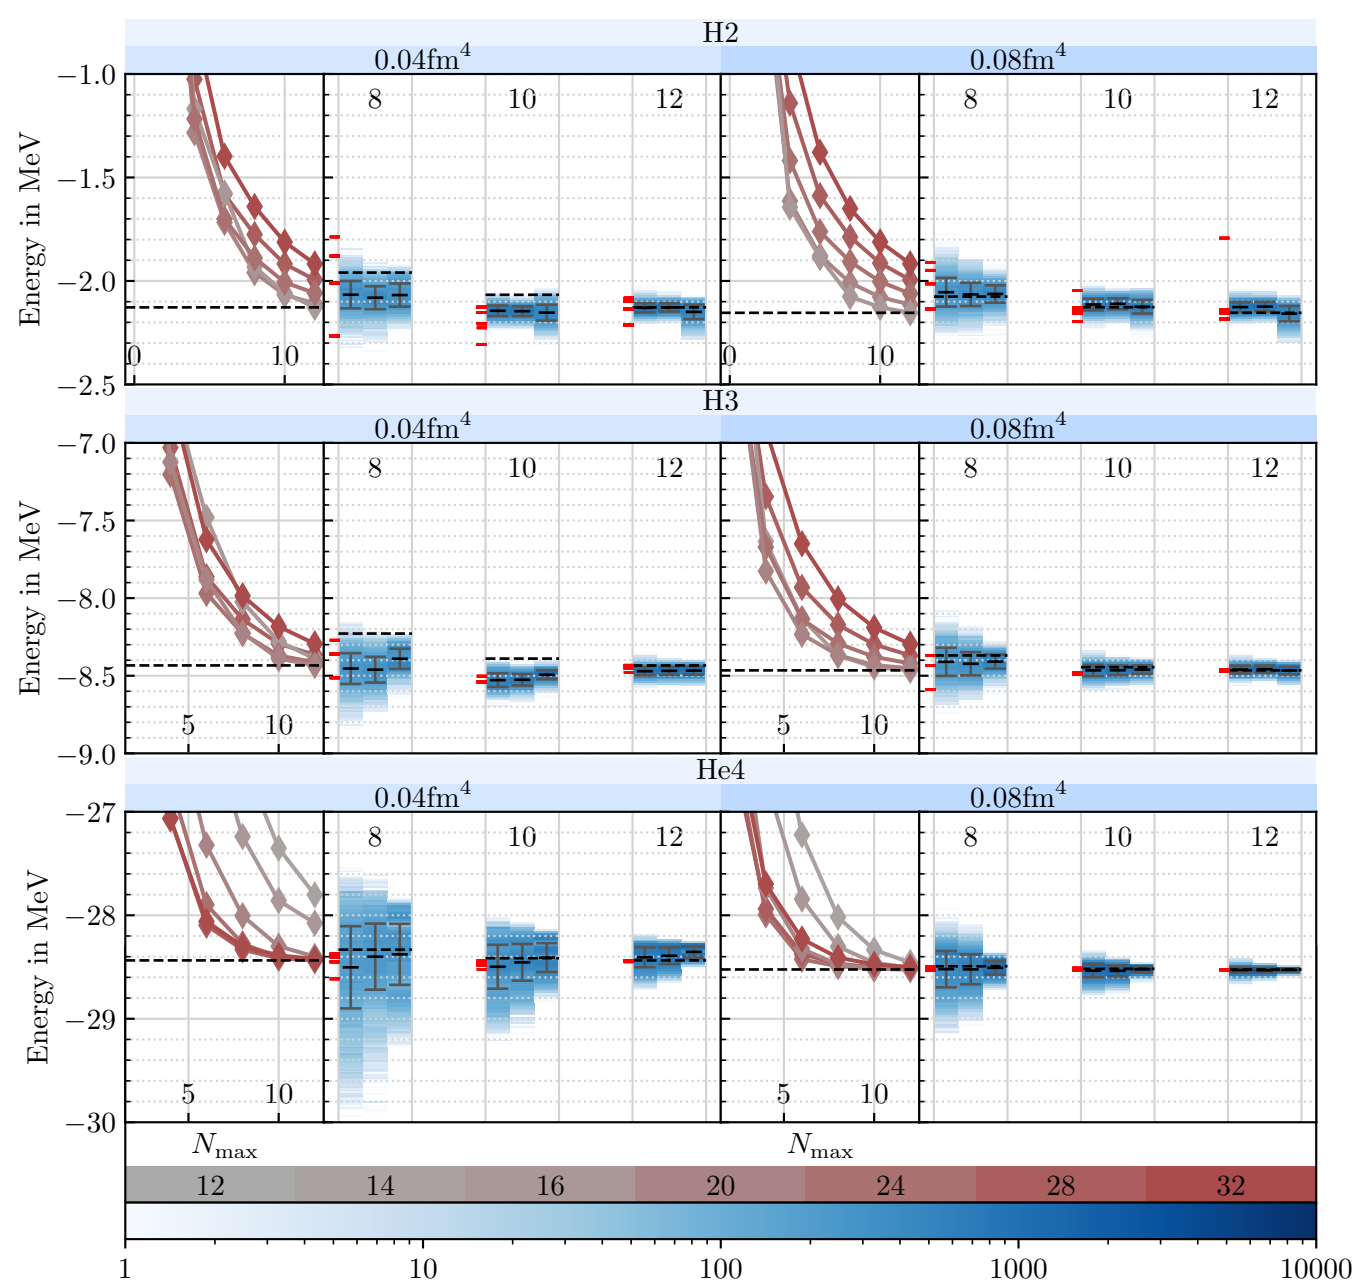 H2
0.04fm⁴ 0.08fm⁴
Energy in MeV
−1.0
−1.5
−2.0
−2.5
8 10 12 8 10 12
0 10 0 10
H3
0.04fm⁴ 0.08fm⁴
Energy in MeV
−7.0
−7.5
−8.0
−8.5
−9.0
8 10 12 8 10 12
5 10 5 10
He4
0.04fm⁴ 0.08fm⁴
Energy in MeV
−27
−28
−29
−30
8 10 12 8 10 12
5 10 5 10
Nmax Nmax
12 14 16 20 24 28 32
1 10 100 1000 10000